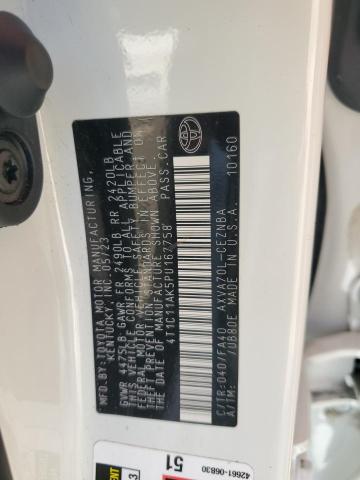 MFD.BY: TOYOTA MOTOR MANUFACTURING,
KENTUCKY, INC. 05/23
GVWR 4475LB GAWR FR 2490LB RR 2420LB
THIS VEHICLE CONFORMS TO ALL APPLICABLE
FEDERAL MOTOR VEHICLE SAFETY, BUMPER, AND
THEFT PREVENTION STANDARDS IN EFFECT ON
THE DATE OF MANUFACTURE SHOWN ABOVE.
4T1C11AK5PU167758 PASS.CAR
C/TR:040/FA40 AXVA70L-CEZNBA
A/TM: /DB80E MADE IN U.S.A. 10160
51
42661-06830